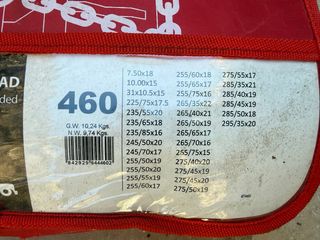 AD
ded
460
G.W. 10,24 Kgs.
N.W. 9,74 Kgs.
7.50x18
10.00x15
31x10.5x15
225/75x17.5
235/55x20
235/65x18
235/85x16
245/50x20
245/70x17
255/50x19
255/50x20
255/55x19
255/60x17
255/60x18
255/65x17
255/75x16
265/35x22
265/40x21
265/50x19
265/65x17
265/70x16
265/75x15
275/40x20
275/45x19
275/45x20
275/50x19
275/55x17
285/35x21
285/40x19
285/45x19
285/50x18
295/35x20